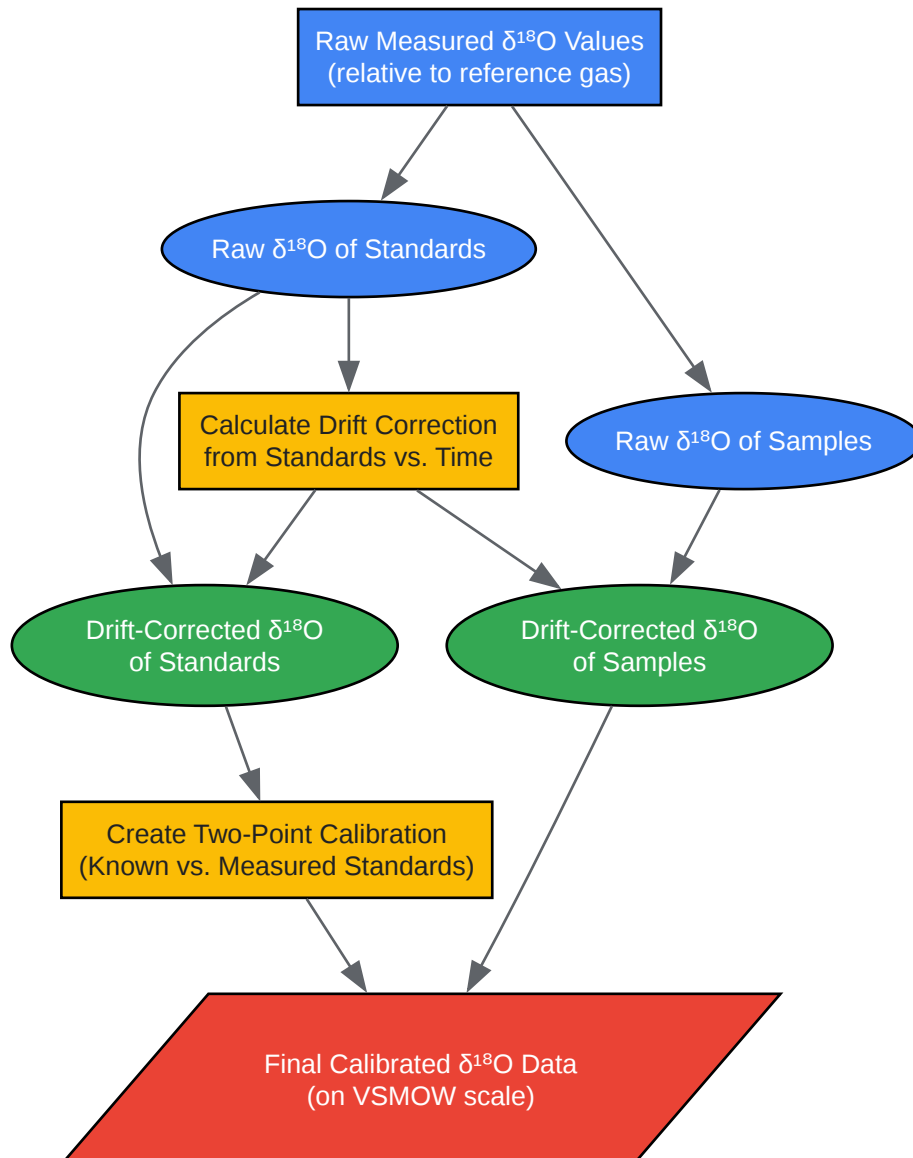 Raw Measured δ¹⁸O Values
(relative to reference gas)
Raw δ¹⁸O of Standards
Calculate Drift Correction
from Standards vs. Time
Raw δ¹⁸O of Samples
Drift-Corrected δ¹⁸O
of Standards
Drift-Corrected δ¹⁸O
of Samples
Create Two-Point Calibration
(Known vs. Measured Standards)
Final Calibrated δ¹⁸O Data
(on VSMOW scale)